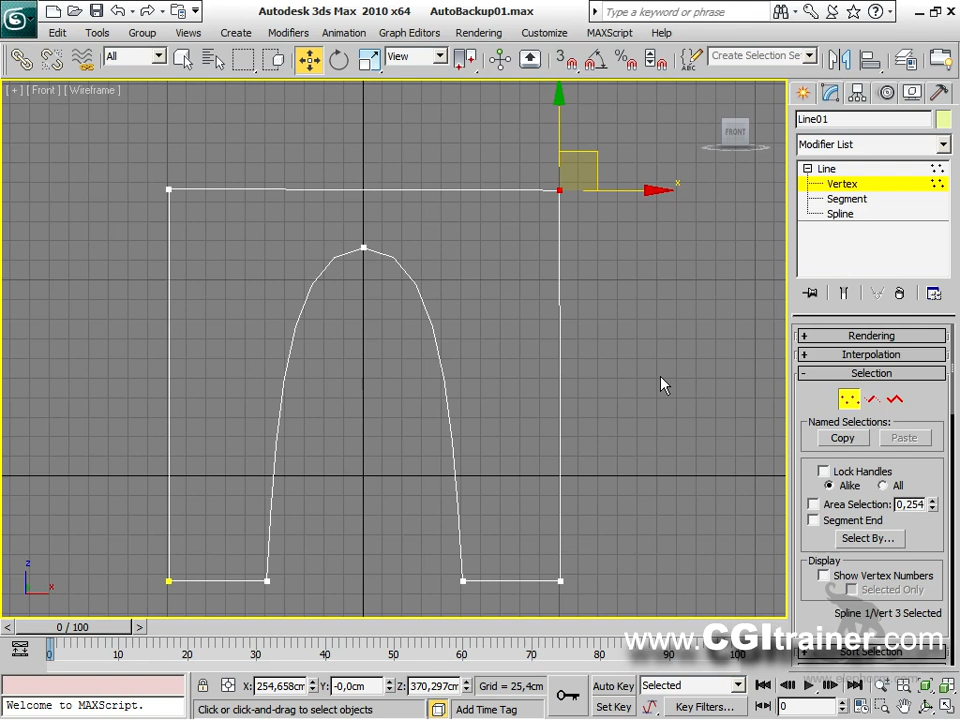 Autodesk 3ds Max 2010 x64 AutoBackup01.max
Type a keyword or phrase
Edit Tools Group Views Create Modifiers Animation Graph Editors Rendering Customize MAXScript Help
All View 3 % ABC Create Selection Se
[ + ] [ Front ] [ Wireframe ]
FRONT
x
z
x
Line01
Modifier List
Line
Vertex
Segment
Spline
+ Rendering
+ Interpolation
- Selection
Named Selections:
Copy Paste
Lock Handles
Alike All
Area Selection: 0,254
Segment End
Select By...
Display
Show Vertex Numbers
Selected Only
Spline 1/Vert 3 Selected
Soft Selection
www.CGItrainer.com
< 0 / 100 >
0 10 20 30 40 50 60 70 80 90 100
X: 254,658cm Y: -0,0cm Z: 370,297cm Grid = 25,4cm
Auto Key Selected
Welcome to MAXScript.
Click or click-and-drag to select objects
Add Time Tag
Set Key Key Filters... 0